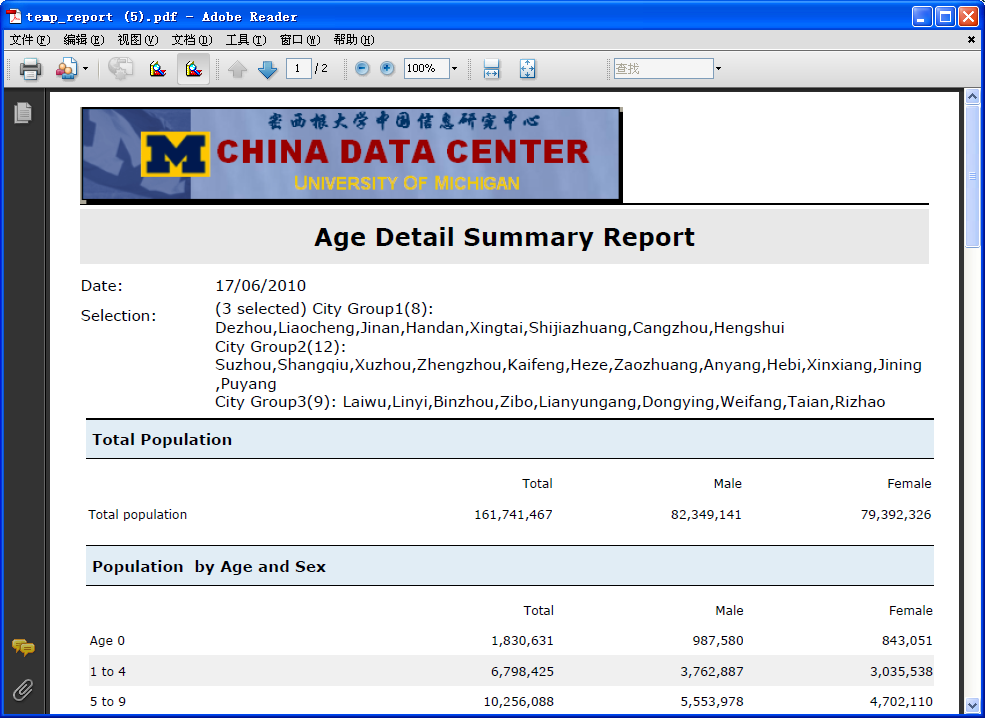 temp_report (5).pdf - Adobe Reader
文件(F) 编辑(E) 视图(V) 文档(D) 工具(T) 窗口(W) 帮助(H)
1 / 2 100% 查找
密西根大学中国信息研究中心
M CHINA DATA CENTER
UNIVERSITY OF MICHIGAN
Age Detail Summary Report
Date: 17/06/2010
Selection: (3 selected) City Group1(8):
Dezhou,Liaocheng,Jinan,Handan,Xingtai,Shijiazhuang,Cangzhou,Hengshui
City Group2(12):
Suzhou,Shangqiu,Xuzhou,Zhengzhou,Kaifeng,Heze,Zaozhuang,Anyang,Hebi,Xinxiang,Jining
,Puyang
City Group3(9): Laiwu,Linyi,Binzhou,Zibo,Lianyungang,Dongying,Weifang,Taian,Rizhao
Total Population
Total Male Female
Total population 161,741,467 82,349,141 79,392,326
Population by Age and Sex
Total Male Female
Age 0 1,830,631 987,580 843,051
1 to 4 6,798,425 3,762,887 3,035,538
5 to 9 10,256,088 5,553,978 4,702,110